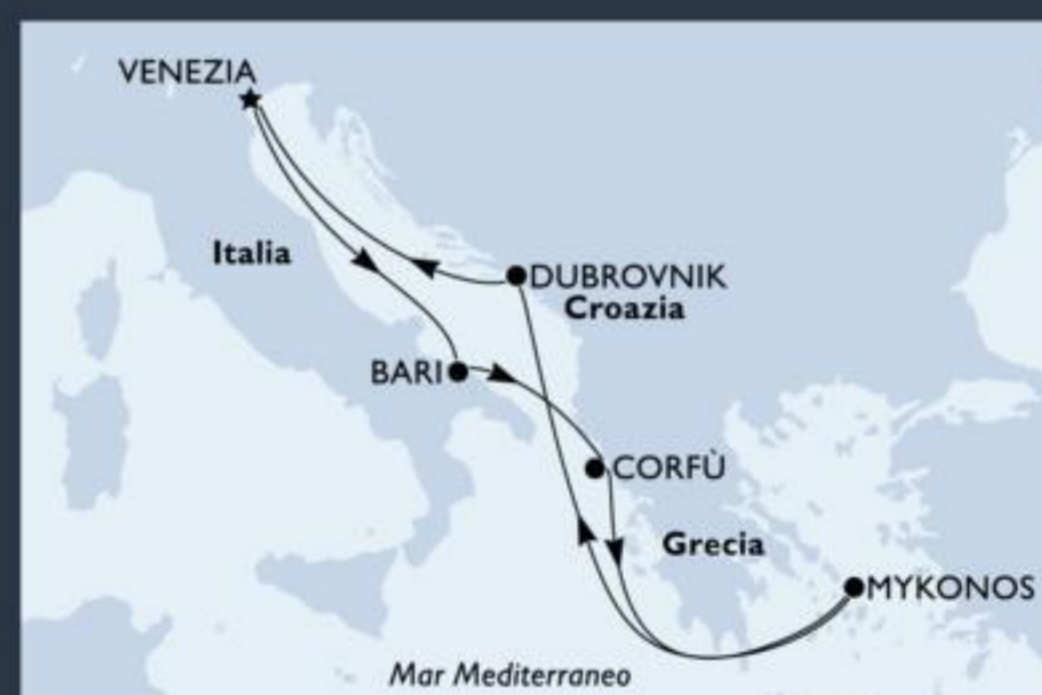 VENEZIA
Italia
DUBROVNIK
Croazia
BARI
CORFÙ
Grecia
MYKONOS
Mar Mediterraneo